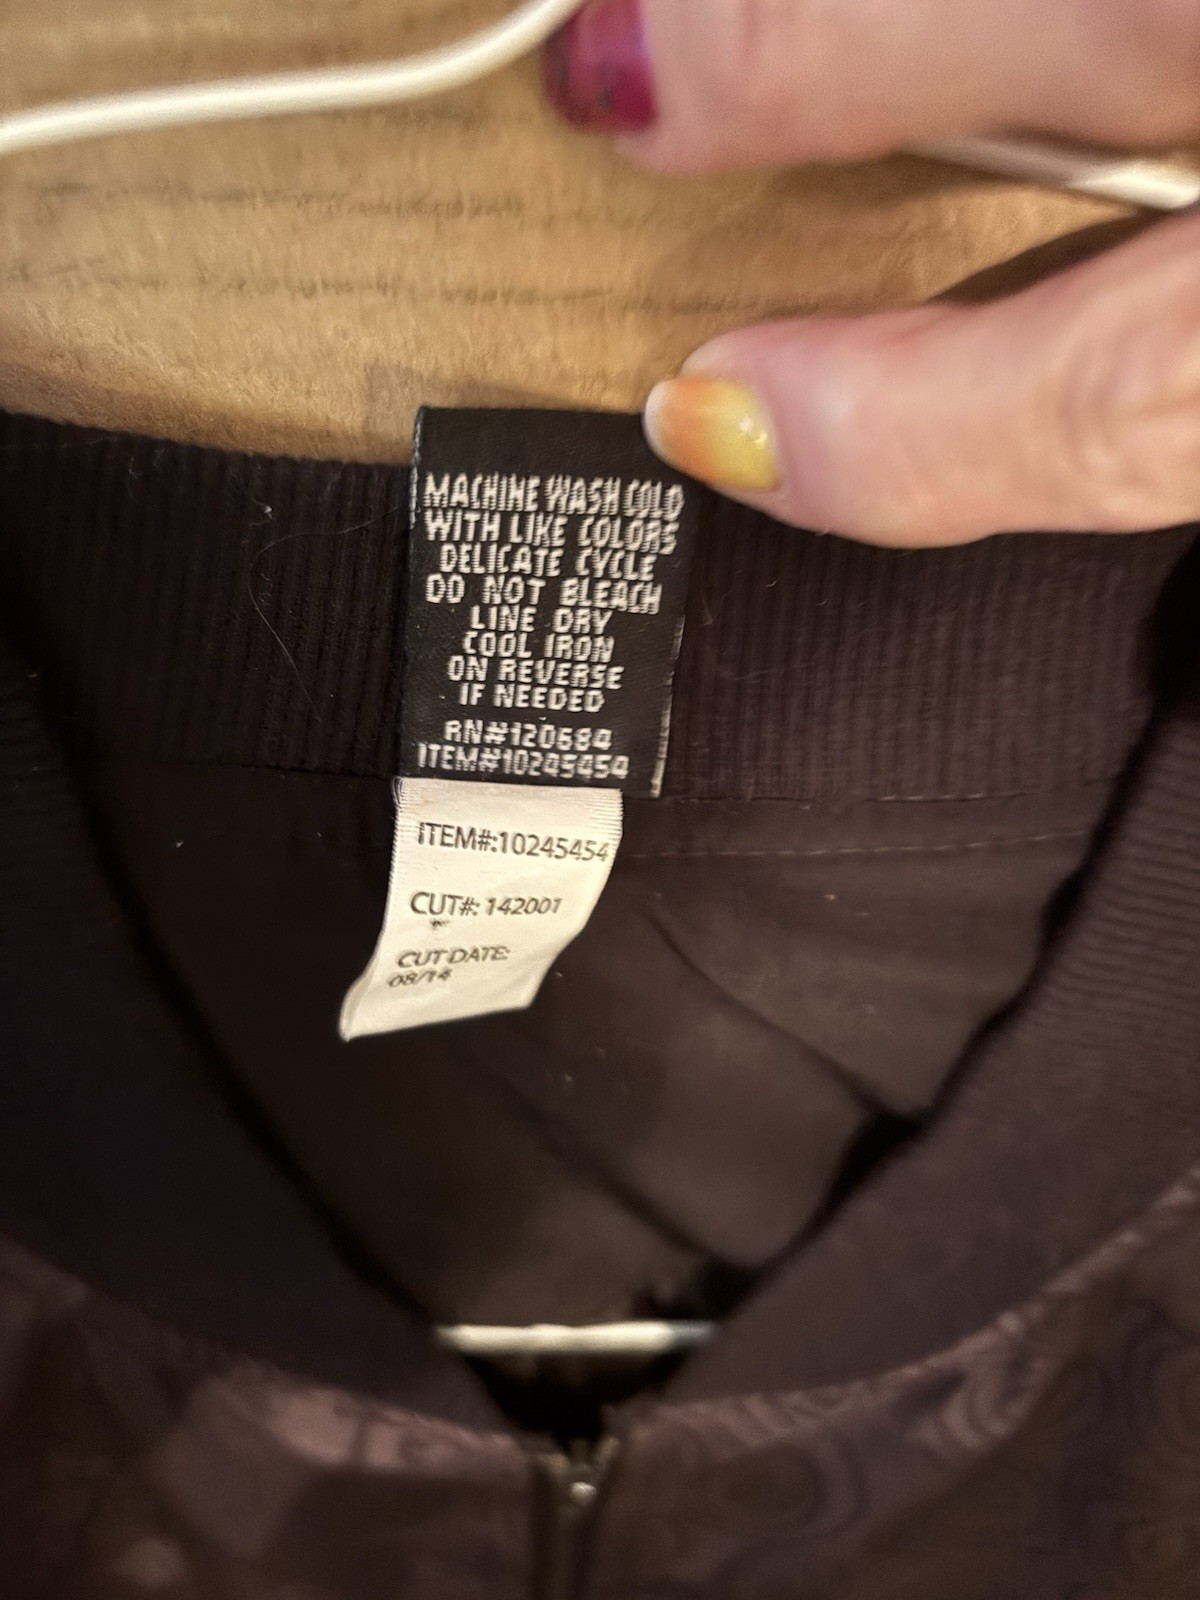 MACHINE WASH COLD
WITH LIKE COLORS
DELICATE CYCLE
DO NOT BLEACH
LINE DRY
COOL IRON
ON REVERSE
IF NEEDED
RN#120684
ITEM#10245454
ITEM#:10245454
CUT#: 142001
CUT DATE:
08/14